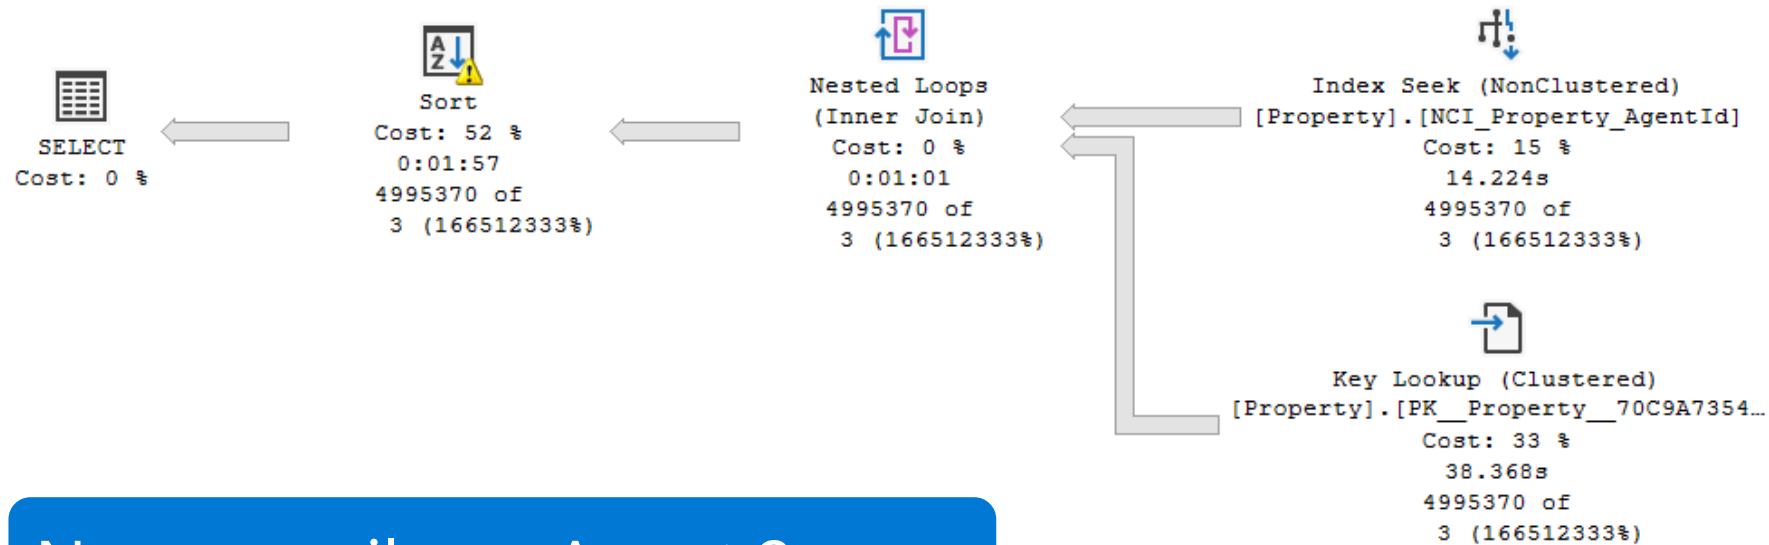 SELECT
Cost: 0 %
A
Z
Sort
Cost: 52 %
0:01:57
4995370 of
3 (166512333%)
Nested Loops
(Inner Join)
Cost: 0 %
0:01:01
4995370 of
3 (166512333%)
Index Seek (NonClustered)
[Property].[NCI_Property_AgentId]
Cost: 15 %
14.224s
4995370 of
3 (166512333%)
Key Lookup (Clustered)
[Property].[PK__Property__70C9A7354…
Cost: 33 %
38.368s
4995370 of
3 (166512333%)